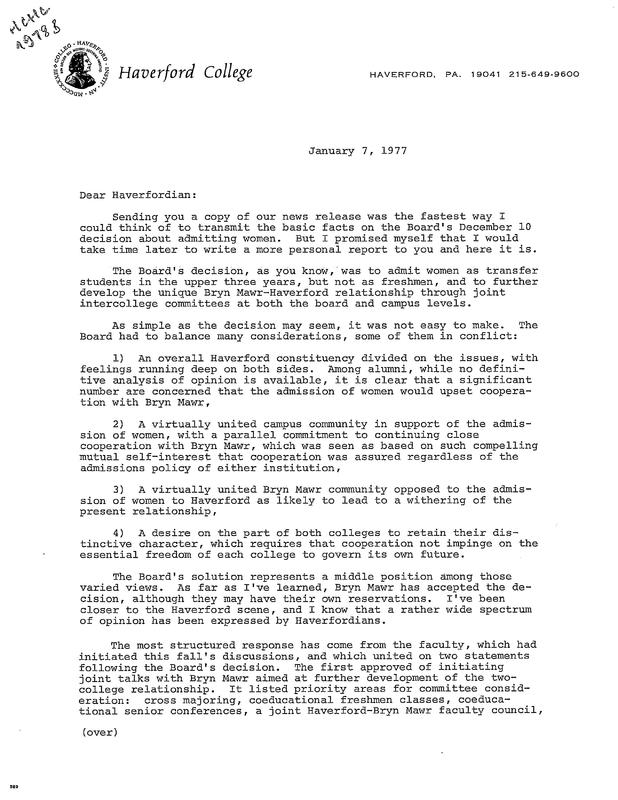 HCHC
1978B
Haverford College
HAVERFORD, PA. 19041 215-649-9600
January 7, 1977
Dear Haverfordian:
Sending you a copy of our news release was the fastest way I
could think of to transmit the basic facts on the Board's December 10
decision about admitting women. But I promised myself that I would
take time later to write a more personal report to you and here it is.
The Board's decision, as you know, was to admit women as transfer
students in the upper three years, but not as freshmen, and to further
develop the unique Bryn Mawr-Haverford relationship through joint
intercollege committees at both the board and campus levels.
As simple as the decision may seem, it was not easy to make. The
Board had to balance many considerations, some of them in conflict:
1) An overall Haverford constituency divided on the issues, with
feelings running deep on both sides. Among alumni, while no defini-
tive analysis of opinion is available, it is clear that a significant
number are concerned that the admission of women would upset coopera-
tion with Bryn Mawr,
2) A virtually united campus community in support of the admis-
sion of women, with a parallel commitment to continuing close
cooperation with Bryn Mawr, which was seen as based on such compelling
mutual self-interest that cooperation was assured regardless of the
admissions policy of either institution,
3) A virtually united Bryn Mawr community opposed to the admis-
sion of women to Haverford as likely to lead to a withering of the
present relationship,
4) A desire on the part of both colleges to retain their dis-
tinctive character, which requires that cooperation not impinge on the
essential freedom of each college to govern its own future.
The Board's solution represents a middle position among those
varied views. As far as I've learned, Bryn Mawr has accepted the de-
cision, although they may have their own reservations. I've been
closer to the Haverford scene, and I know that a rather wide spectrum
of opinion has been expressed by Haverfordians.
The most structured response has come from the faculty, which had
initiated this fall's discussions, and which united on two statements
following the Board's decision. The first approved of initiating
joint talks with Bryn Mawr aimed at further development of the two-
college relationship. It listed priority areas for committee consid-
eration: cross majoring, coeducational freshmen classes, coeduca-
tional senior conferences, a joint Haverford-Bryn Mawr faculty council,
(over)